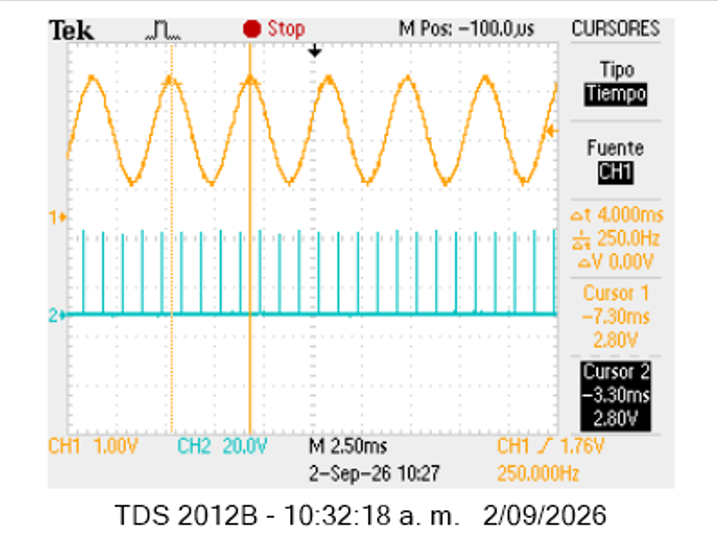 Tek Stop M Pos: -100.0µs CURSORES
Tipo
Tiempo
Fuente
CH1
△t 4.000ms
1/△t 250.0Hz
△V 0.00V
Cursor 1
-7.30ms
2.80V
Cursor 2
-3.30ms
2.80V
1
2
CH1 1.00V CH2 20.0V M 2.50ms CH1 / 1.76V
2-Sep-26 10:27 250.000Hz
TDS 2012B - 10:32:18 a. m. 2/09/2026